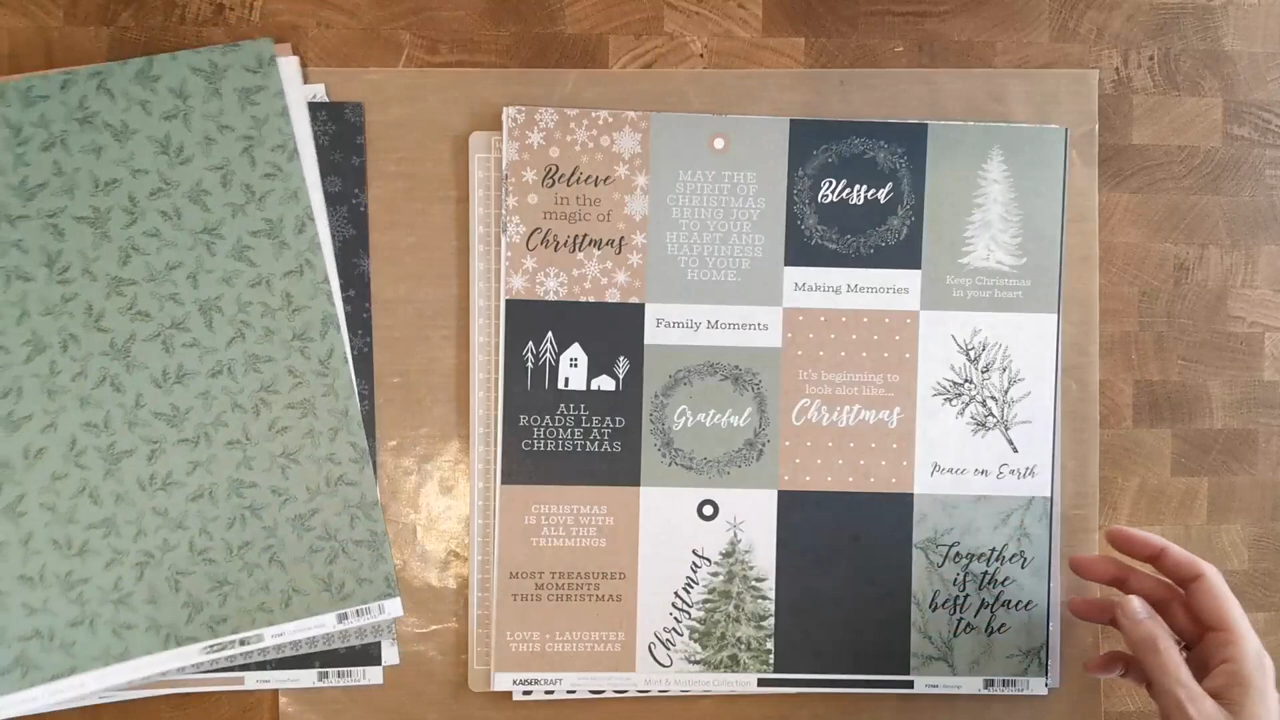 Believe
in the
magic of
Christmas
MAY THE
SPIRIT OF
CHRISTMAS
BRING JOY
TO YOUR
HEART AND
HAPPINESS
TO YOUR
HOME.
Blessed
Making Memories
Keep Christmas
in your heart
ALL
ROADS LEAD
HOME AT
CHRISTMAS
Family Moments
Grateful
It's beginning to
look alot like...
Christmas
Peace on Earth
CHRISTMAS
IS LOVE WITH
ALL THE
TRIMMINGS
MOST TREASURED
MOMENTS
THIS CHRISTMAS
LOVE + LAUGHTER
THIS CHRISTMAS
Christmas
Together
is the
best place
to be
KAISERCRAFT
Mint & Mistletoe Collection